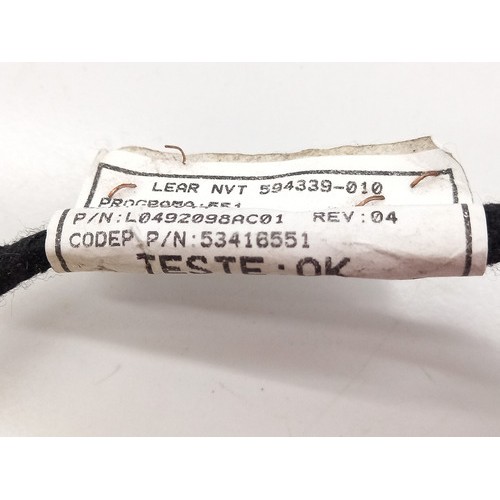 LEAR NVT 594339-010
P/N:L0492098AC01 REV:04
CODEP P/N:53416551
TESTE:OK